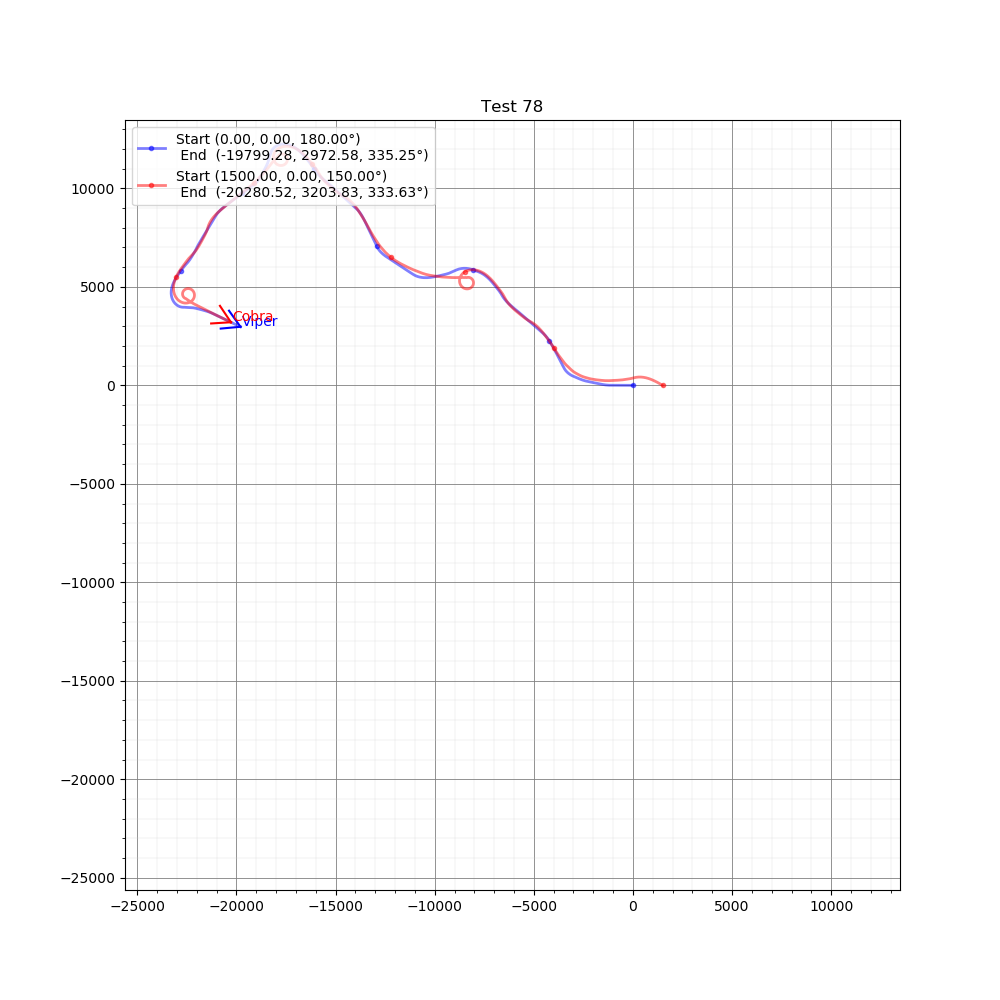 Test 78
Start (0.00, 0.00, 180.00°)
End (-19799.28, 2972.58, 335.25°)
Start (1500.00, 0.00, 150.00°)
End (-20280.52, 3203.83, 333.63°)
10000
5000
0
−5000
−10000
−15000
−20000
−25000
Cobra
Viper
−25000 −20000 −15000 −10000 −5000 0 5000 10000